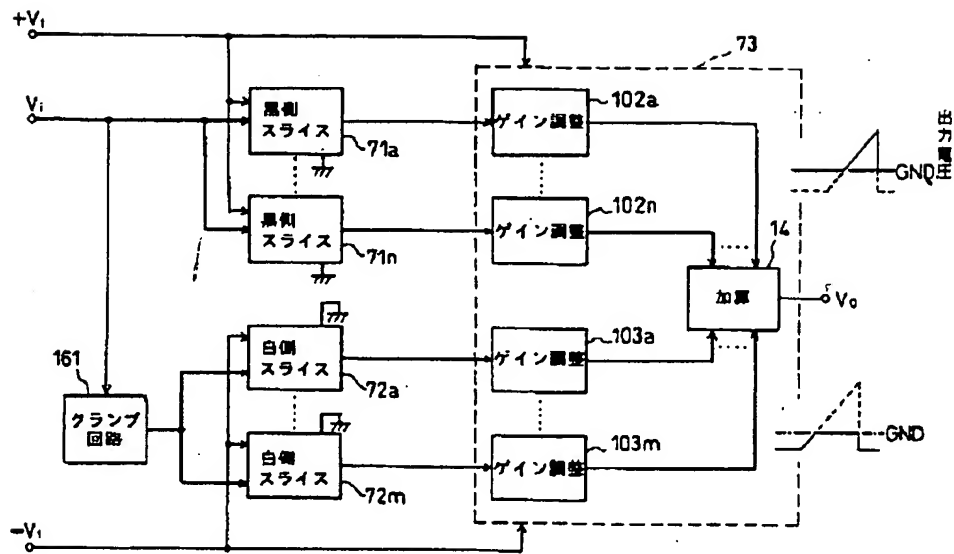 +V₁
73
Vi
黒側
スライス
71a
ゲイン調整
102a
出力電圧
GND
黒側
スライス
71n
ゲイン調整
102n
14
加算
Vo
161
クランプ
回路
白側
スライス
72a
ゲイン調整
103a
白側
スライス
72m
ゲイン調整
103m
GND
-V₁